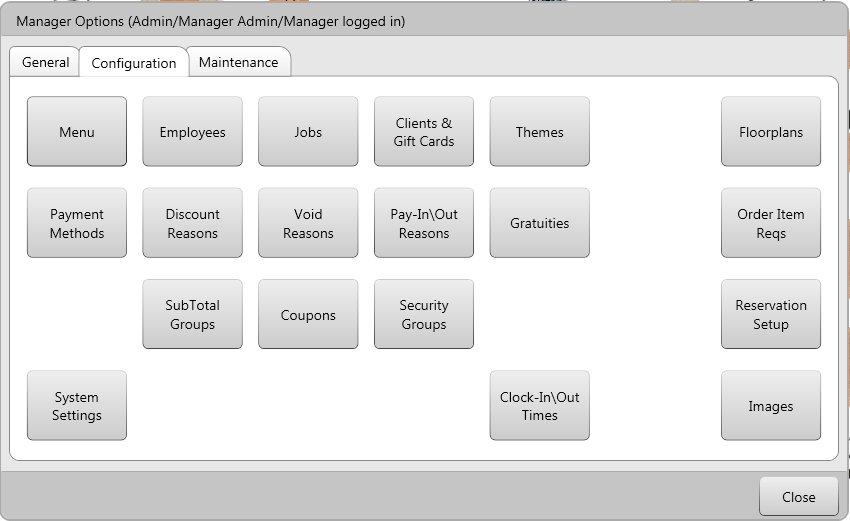 Manager Options (Admin/Manager Admin/Manager logged in)
General Configuration Maintenance
Menu
Employees
Jobs
Clients &
Gift Cards
Themes
Floorplans
Payment
Methods
Discount
Reasons
Void
Reasons
Pay-In\Out
Reasons
Gratuities
Order Item
Reqs
SubTotal
Groups
Coupons
Security
Groups
Reservation
Setup
System
Settings
Clock-In\Out
Times
Images
Close